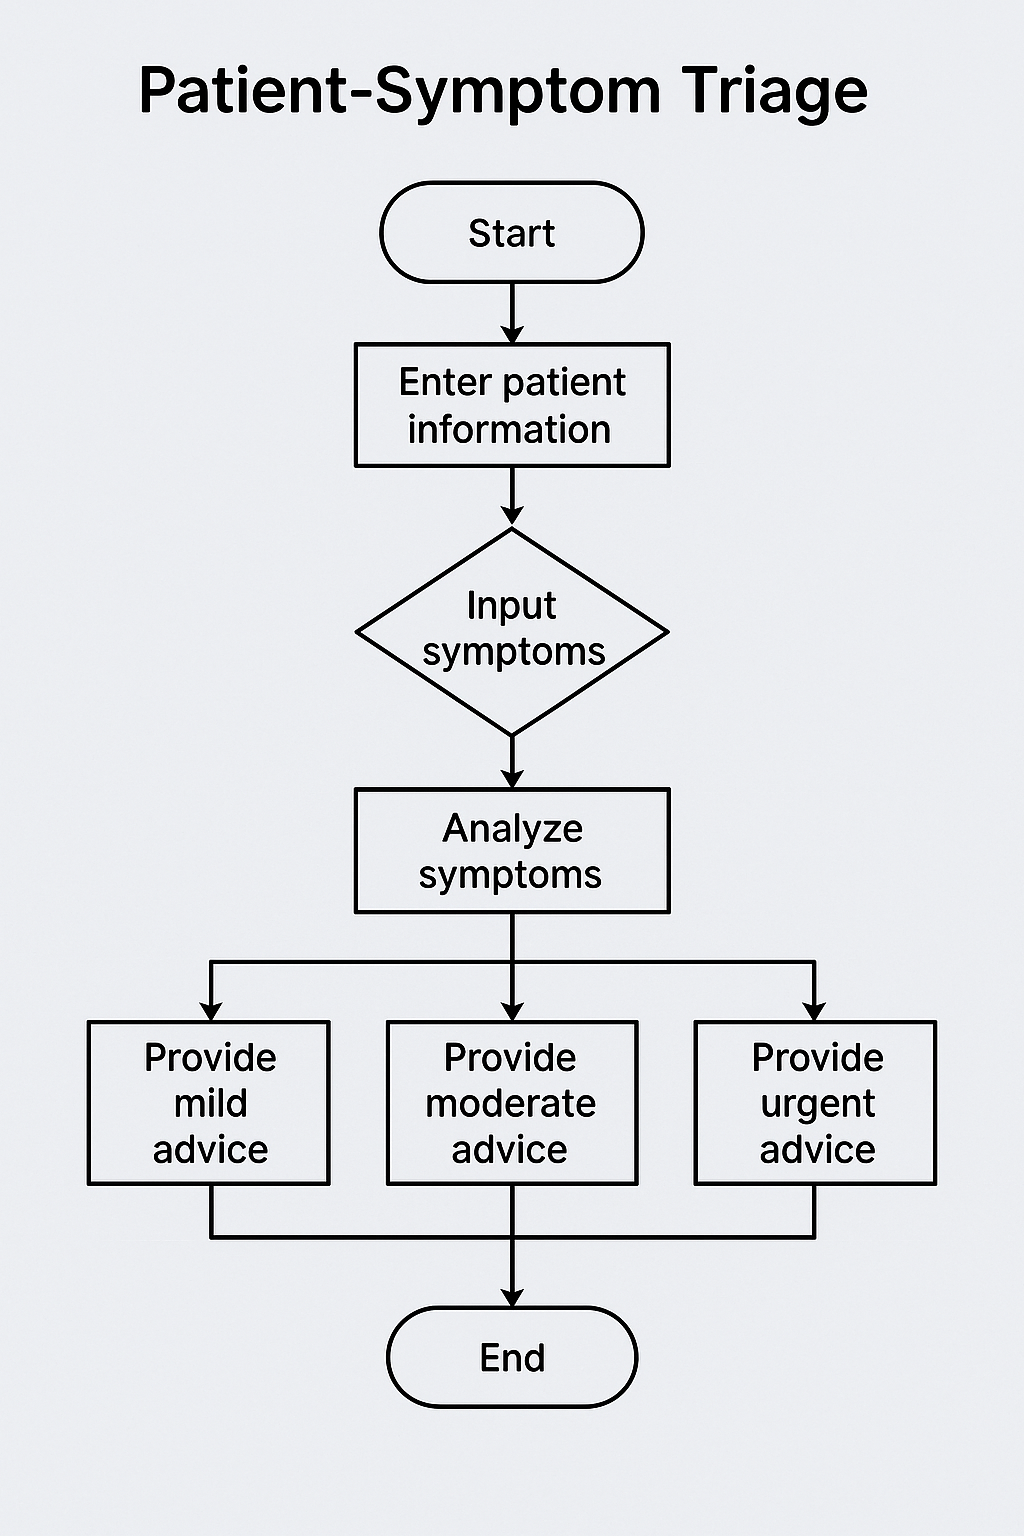 Patient-Symptom Triage
Start
Enter patient
information
Input
symptoms
Analyze
symptoms
Provide
mild
advice
Provide
moderate
advice
Provide
urgent
advice
End